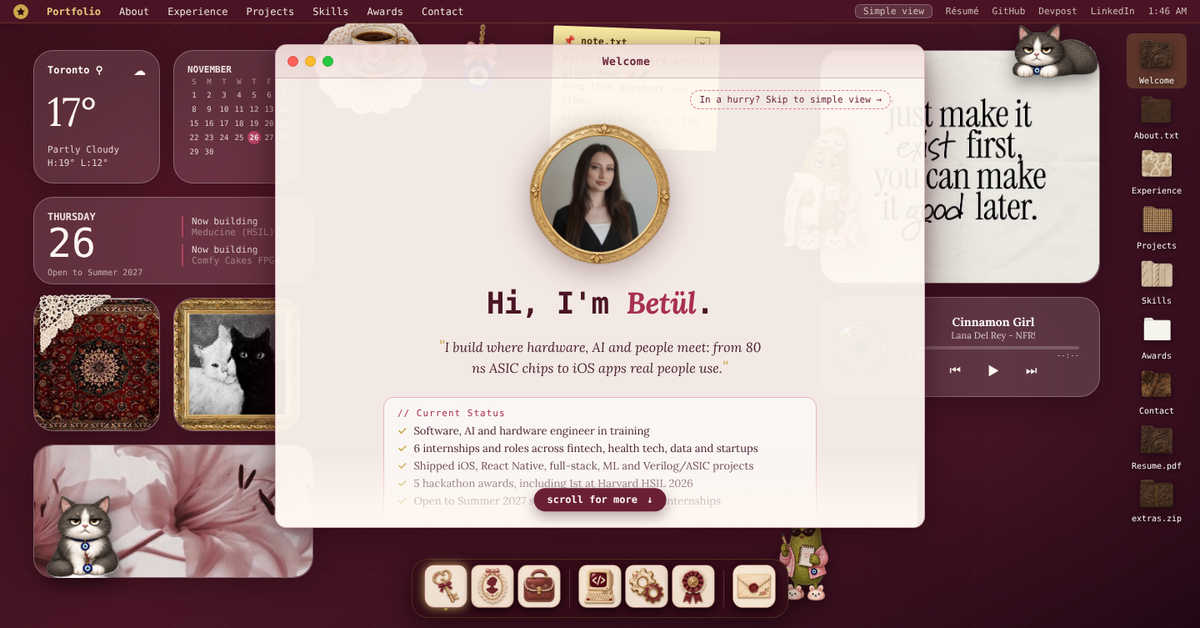 Portfolio About Experience Projects Skills Awards Contact
Simple view Résumé GitHub Devpost LinkedIn 1:46 AM
Toronto
17°
Partly Cloudy
H:19° L:12°
NOVEMBER
S M T W T F
1 2 3 4 5 6
8 9 10 11 12 13
15 16 17 18 19 20
22 23 24 25 26 27
29 30
THURSDAY
26
Open to Summer 2027
Now building
Meducine (HSIL)
Now building
Comfy Cakes FPG
note.txt
Welcome
In a hurry? Skip to simple view →
Hi, I'm Betül.
"I build where hardware, AI and people meet: from 80
ns ASIC chips to iOS apps real people use."
// Current Status
Software, AI and hardware engineer in training
6 internships and roles across fintech, health tech, data and startups
Shipped iOS, React Native, full-stack, ML and Verilog/ASIC projects
5 hackathon awards, including 1st at Harvard HSIL 2026
Open to Summer 2027 internships
scroll for more ↓
just make it
exist first,
you can make
it good later.
Cinnamon Girl
Lana Del Rey - NFR!
--:--
Welcome
About.txt
Experience
Projects
Skills
Awards
Contact
Resume.pdf
extras.zip